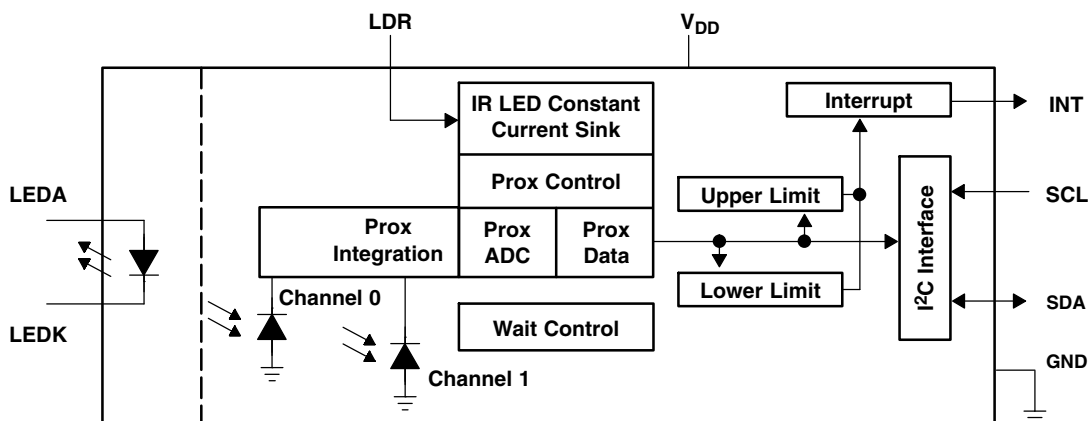 LDR
V_DD
IR LED Constant
Current Sink
Interrupt
INT
Prox Control
LEDA
Upper Limit
SCL
Prox
Integration
Prox
ADC
Prox
Data
I²C Interface
Channel 0
Lower Limit
SDA
LEDK
Wait Control
GND
Channel 1